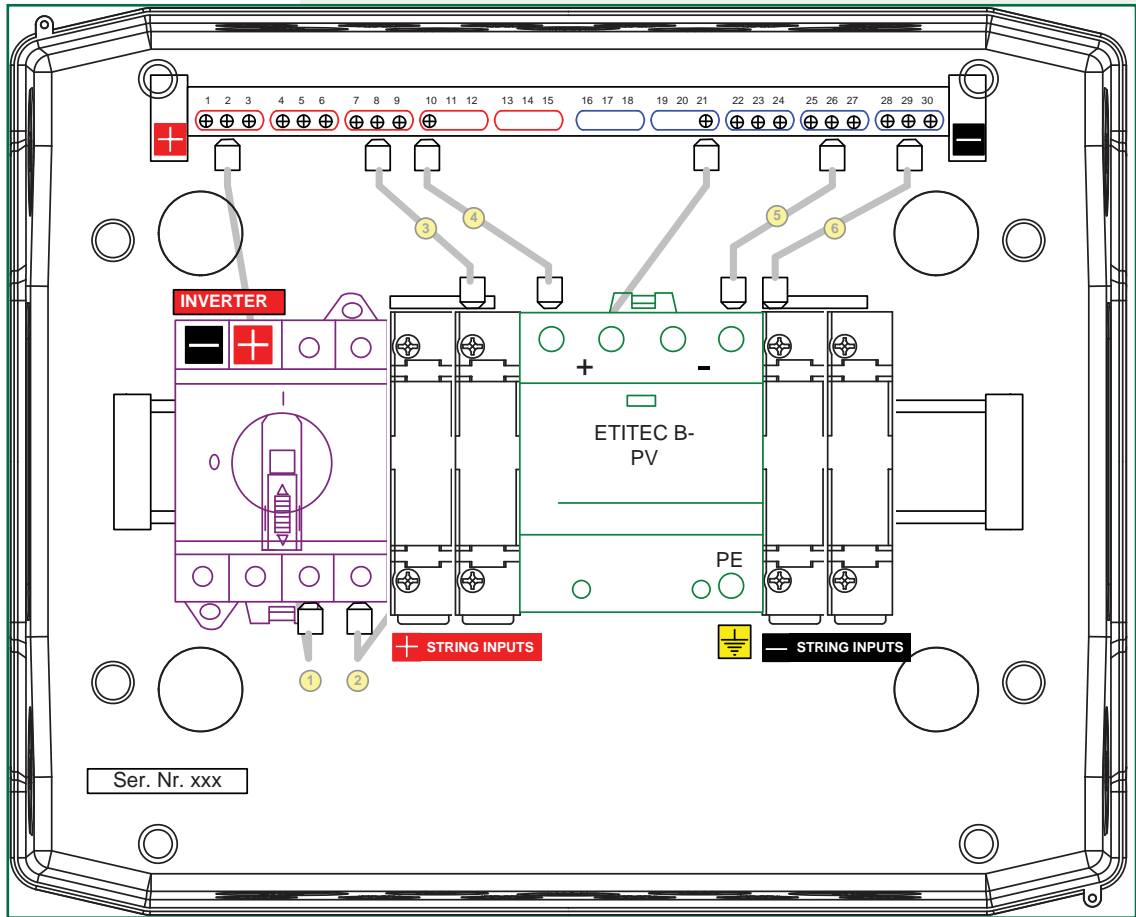 1 2 3 4 5 6 7 8 9 10 11 12 13 14 15 16 17 18 19 20 21 22 23 24 25 26 27 28 29 30
+ −
3 4 5 6
INVERTER
− +
+ -
ETITEC B-
PV
PE
+ STRING INPUTS
− STRING INPUTS
1 2
Ser. Nr. xxx